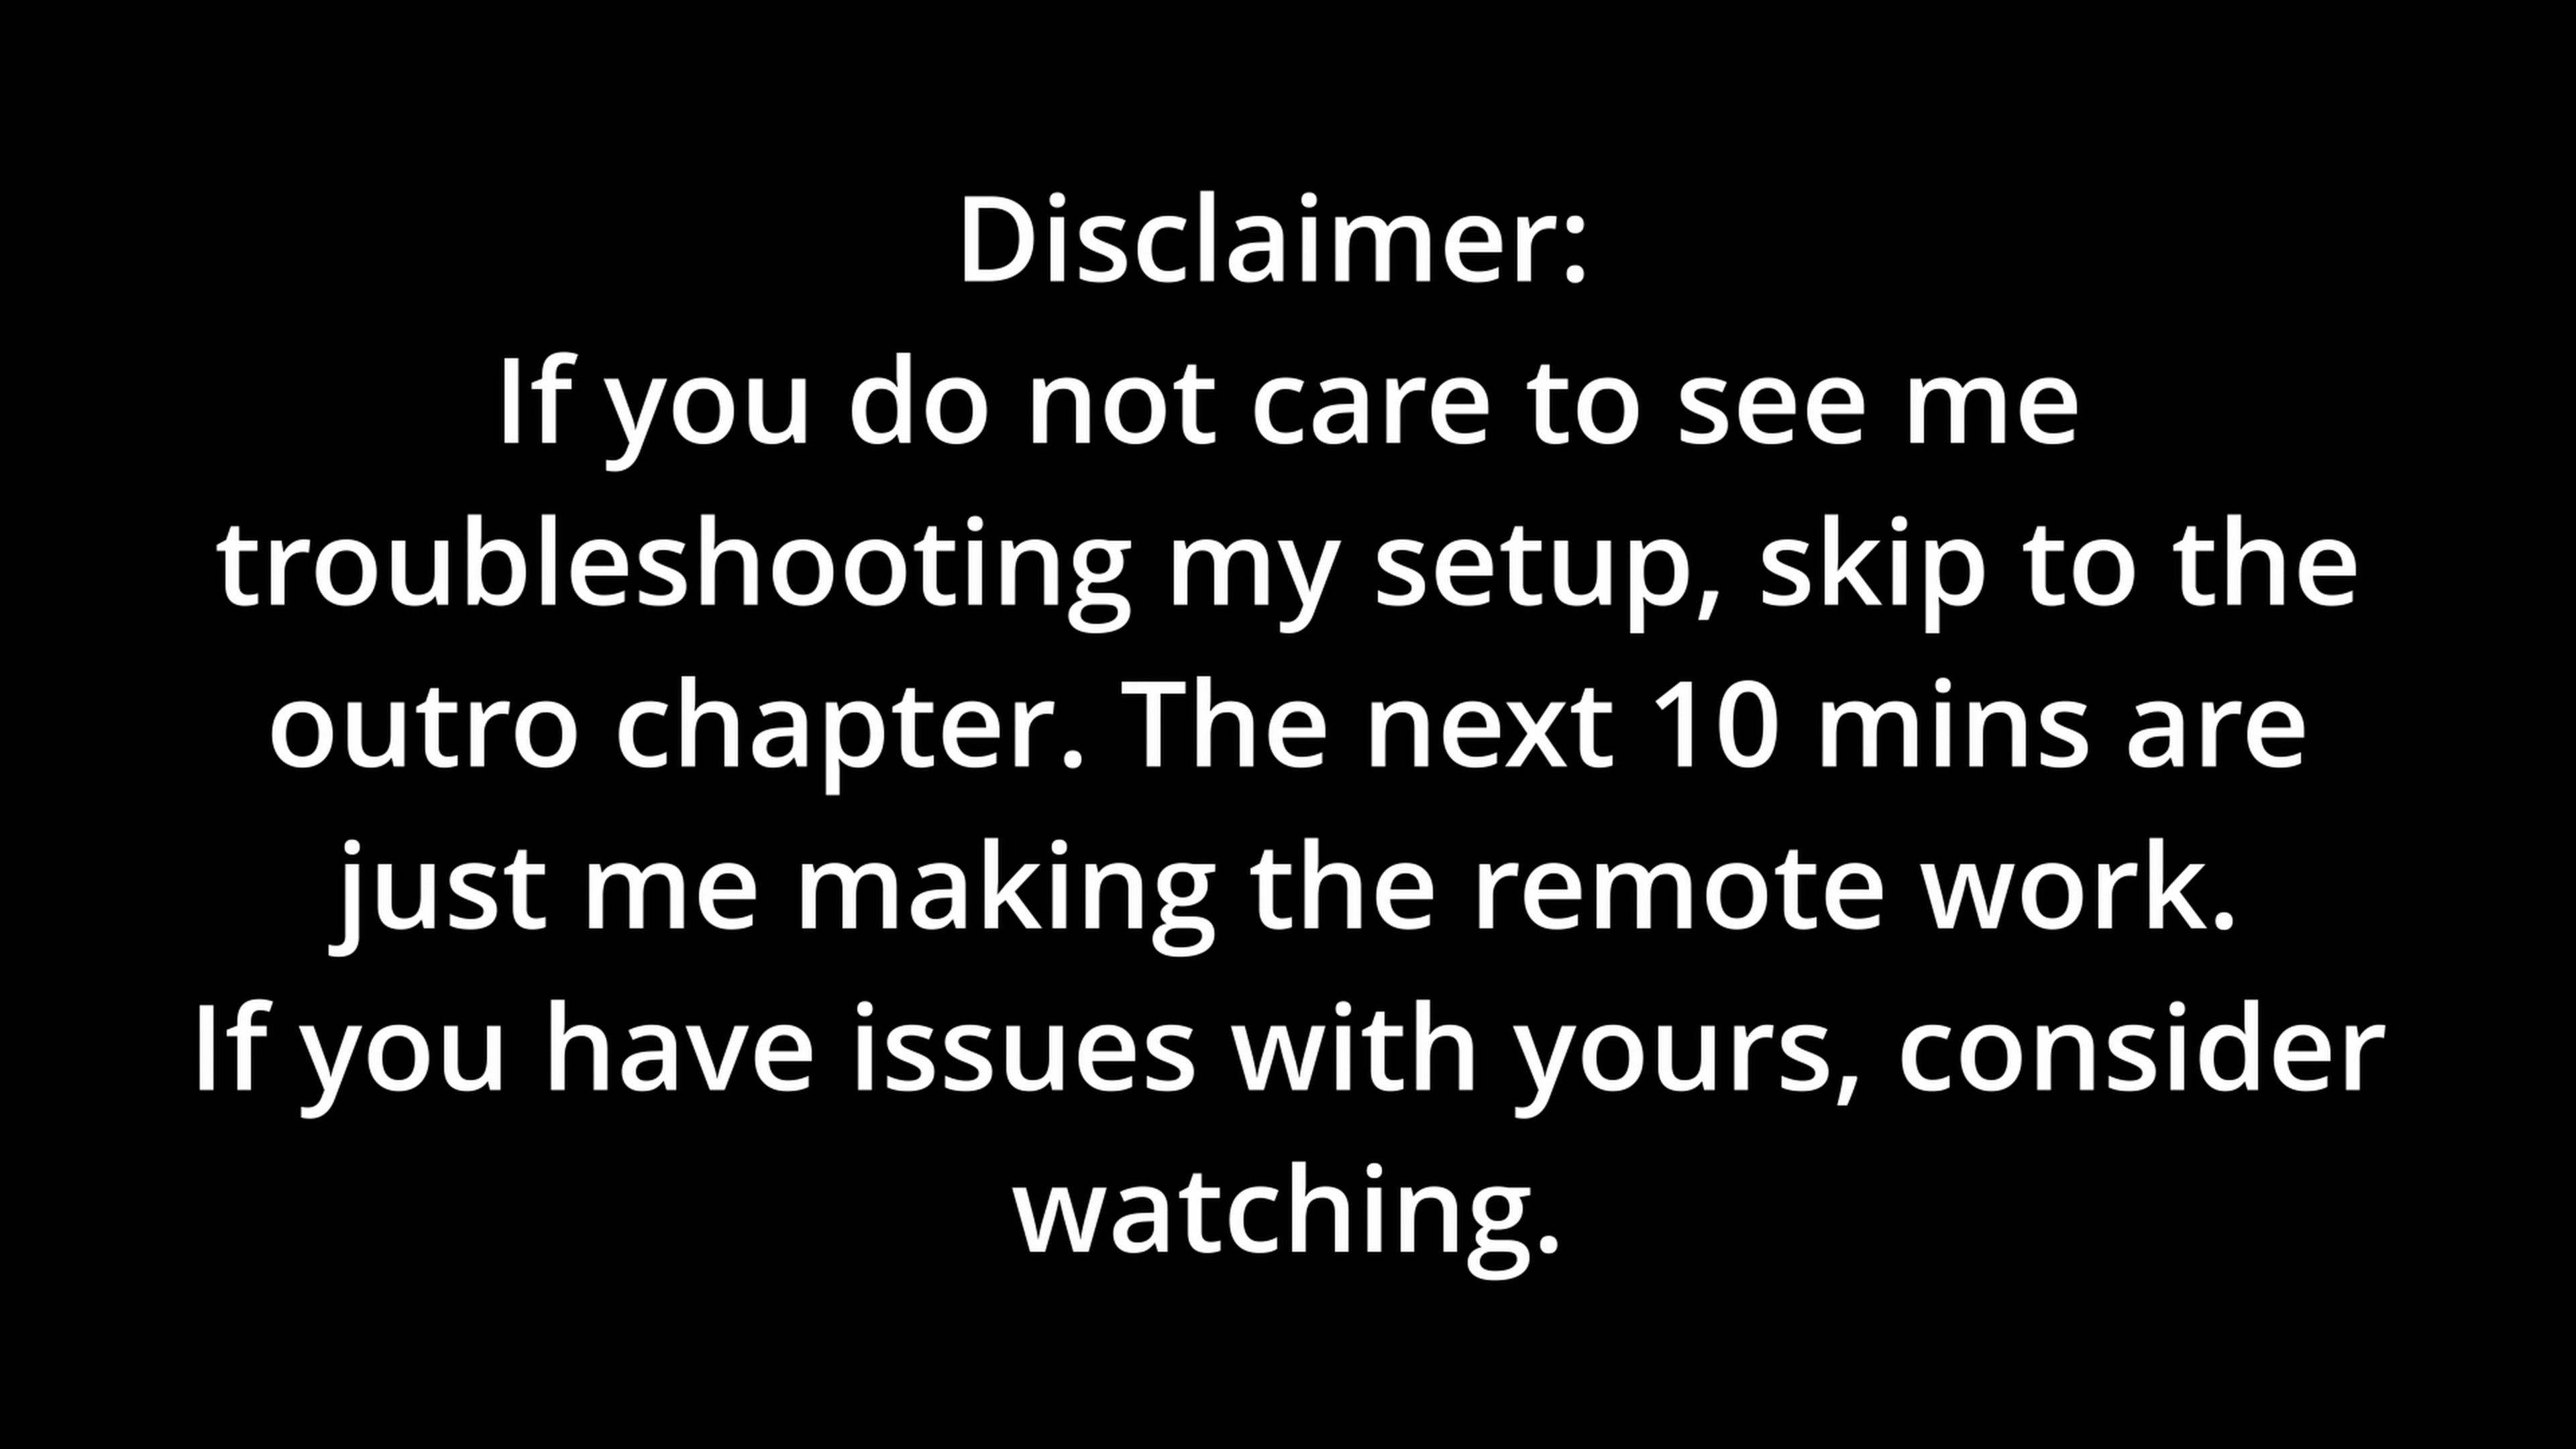 Disclaimer:
If you do not care to see me
troubleshooting my setup, skip to the
outro chapter. The next 10 mins are
just me making the remote work.
If you have issues with yours, consider
watching.